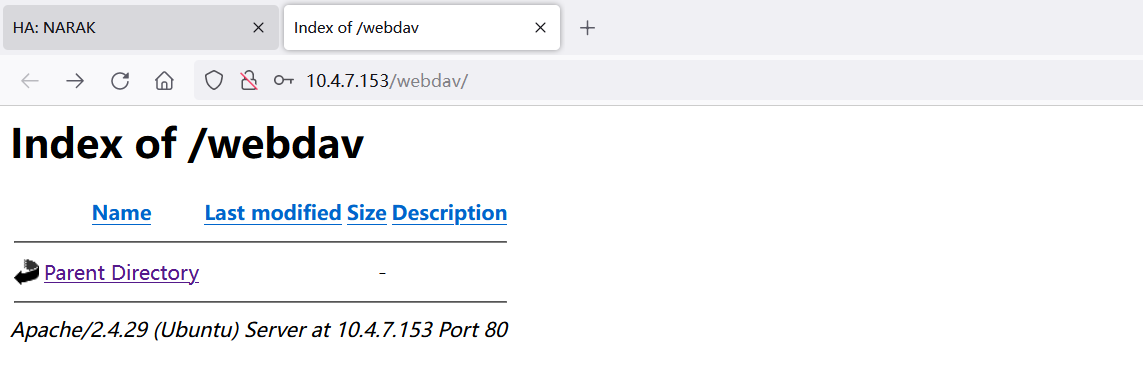 HA: NARAK
Index of /webdav
10.4.7.153/webdav/
Index of /webdav
Name Last modified Size Description
Parent Directory -
Apache/2.4.29 (Ubuntu) Server at 10.4.7.153 Port 80